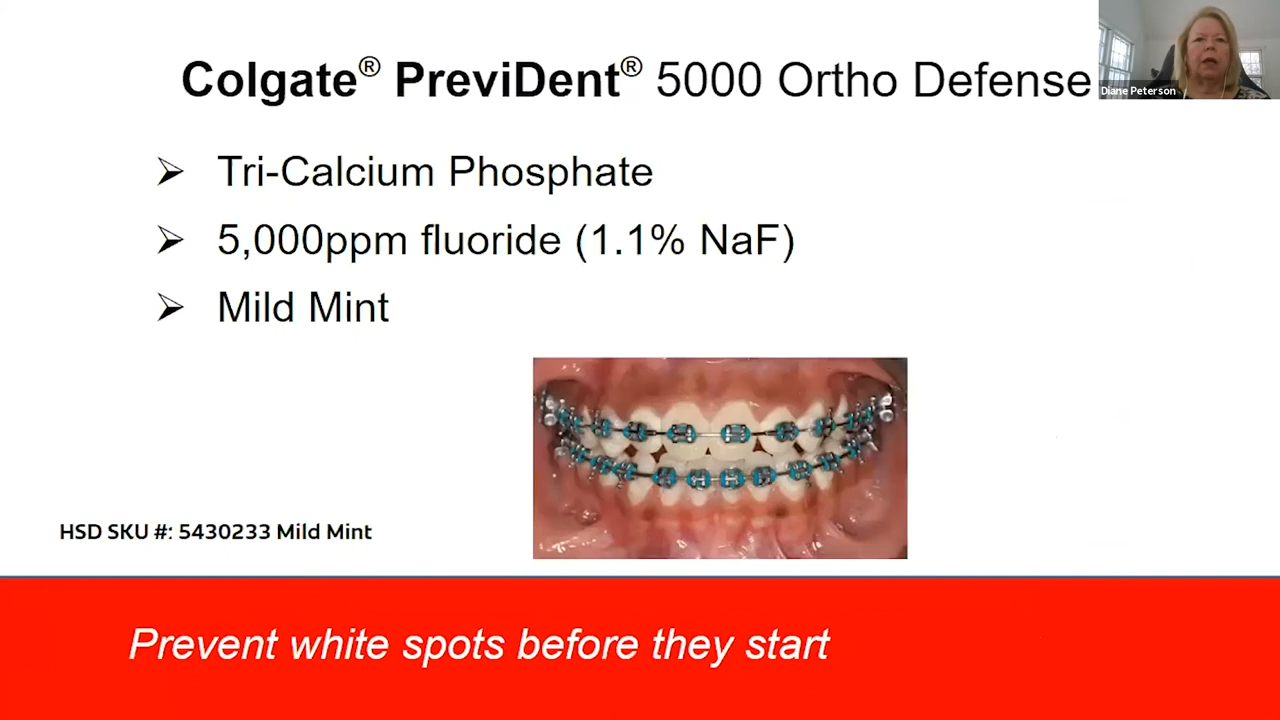 Colgate® PreviDent® 5000 Ortho Defense
Diane Peterson
➢ Tri-Calcium Phosphate
➢ 5,000ppm fluoride (1.1% NaF)
➢ Mild Mint
HSD SKU #: 5430233 Mild Mint
Prevent white spots before they start